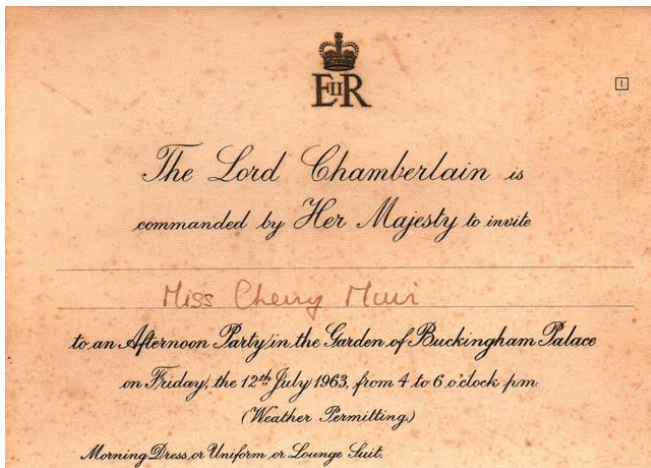 EIIR
1
The Lord Chamberlain is
commanded by Her Majesty to invite
Miss Cherry Muir
to an Afternoon Party in the Garden of Buckingham Palace
on Friday, the 12th July 1963, from 4 to 6 o'clock p.m.
(Weather Permitting)
Morning Dress, or Uniform, or Lounge Suit.